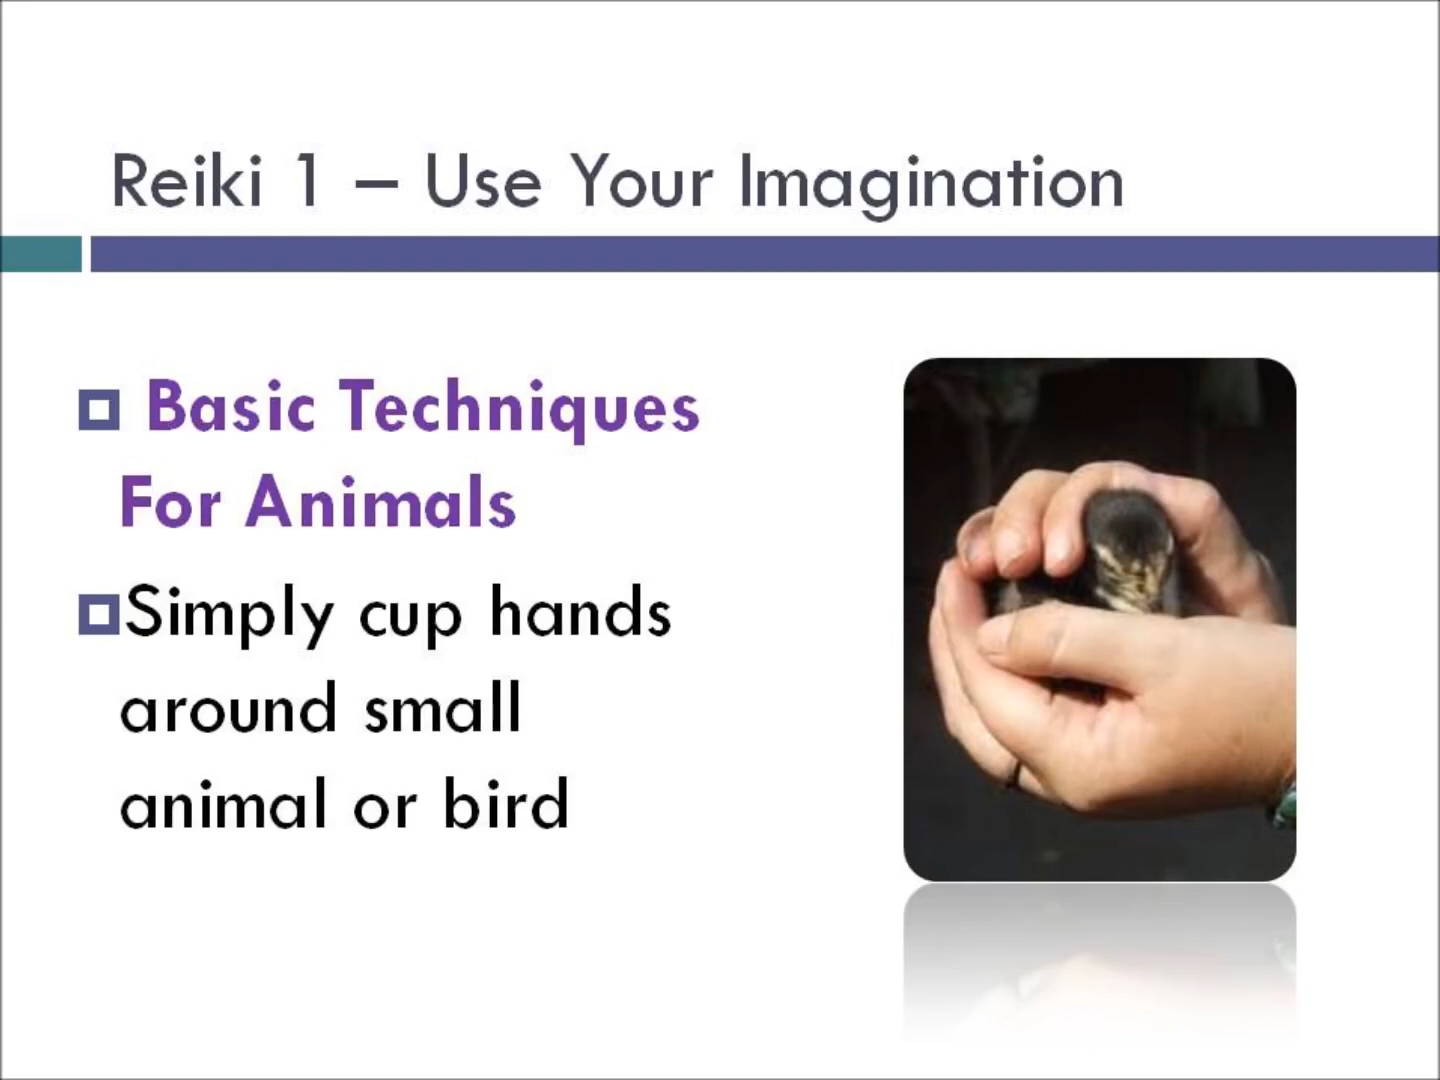 Reiki 1 – Use Your Imagination
Basic Techniques
For Animals
Simply cup hands
around small
animal or bird